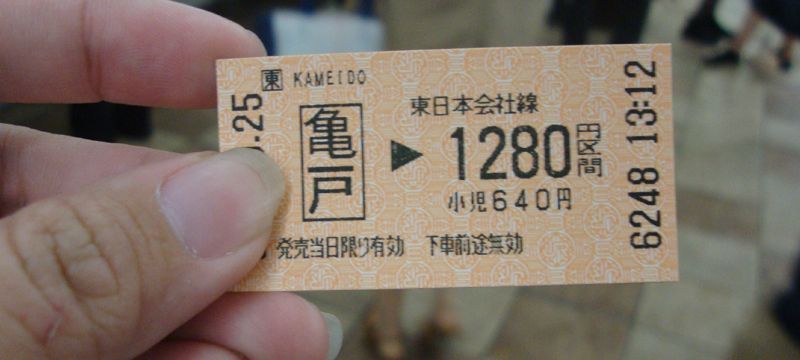 東 KAMEIDO
.25
亀戸
東日本会社線
1280円区間
小児640円
発売当日限り有効 下車前途無効
6248 13:12